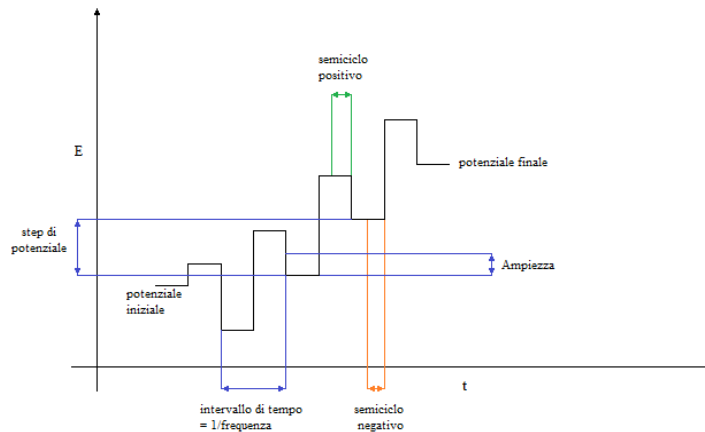 semiciclo
positivo
E
potenziale finale
step di
potenziale
Ampiezza
potenziale
iniziale
t
intervallo di tempo
= 1/frequenza
semiciclo
negativo